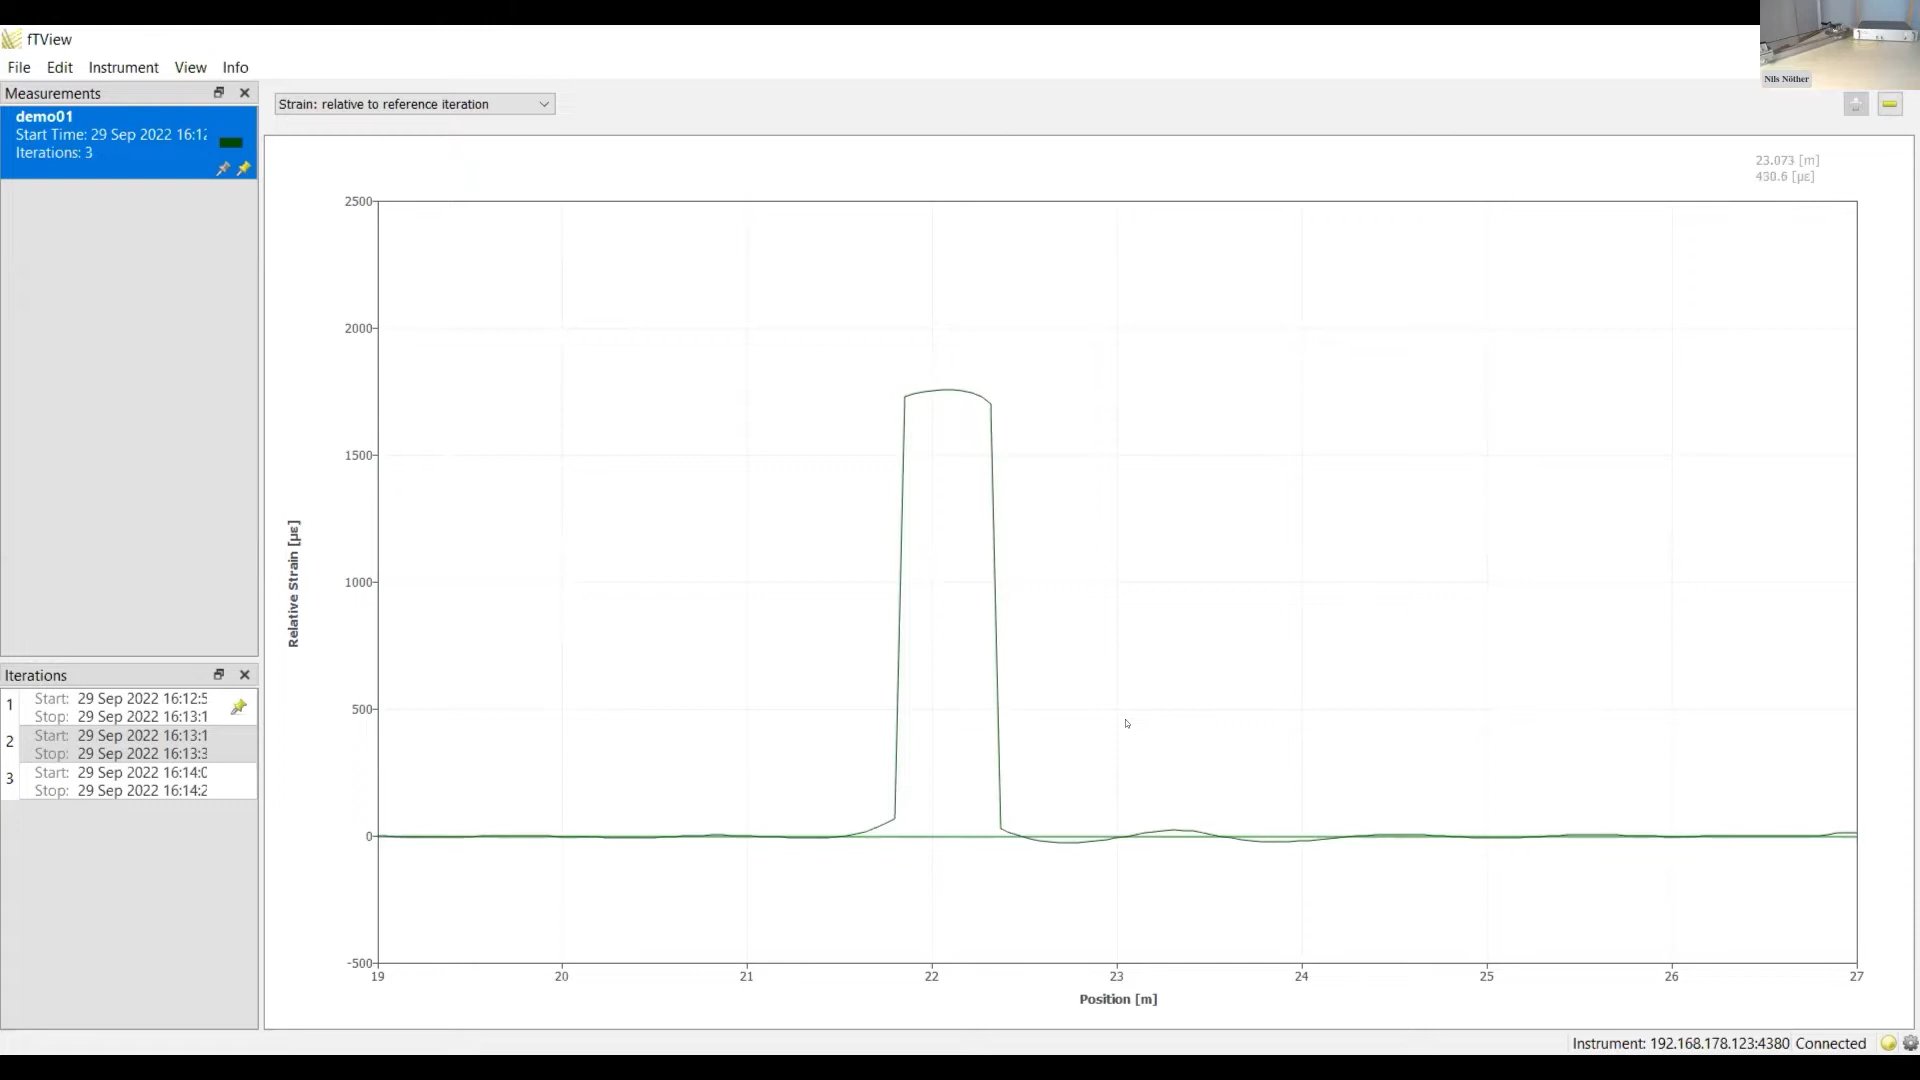 fTView
File Edit Instrument View Info
Nils Nöther
Measurements
demo01
Start Time: 29 Sep 2022 16:12
Iterations: 3
Strain: relative to reference iteration
23.073 [m]
430.6 [µε]
2500
2000
1500
1000
500
0
-500
Relative Strain [µε]
19 20 21 22 23 24 25 26 27
Position [m]
Iterations
1 Start: 29 Sep 2022 16:12:5
Stop: 29 Sep 2022 16:13:1
2 Start: 29 Sep 2022 16:13:1
Stop: 29 Sep 2022 16:13:3
3 Start: 29 Sep 2022 16:14:0
Stop: 29 Sep 2022 16:14:2
Instrument: 192.168.178.123:4380 Connected